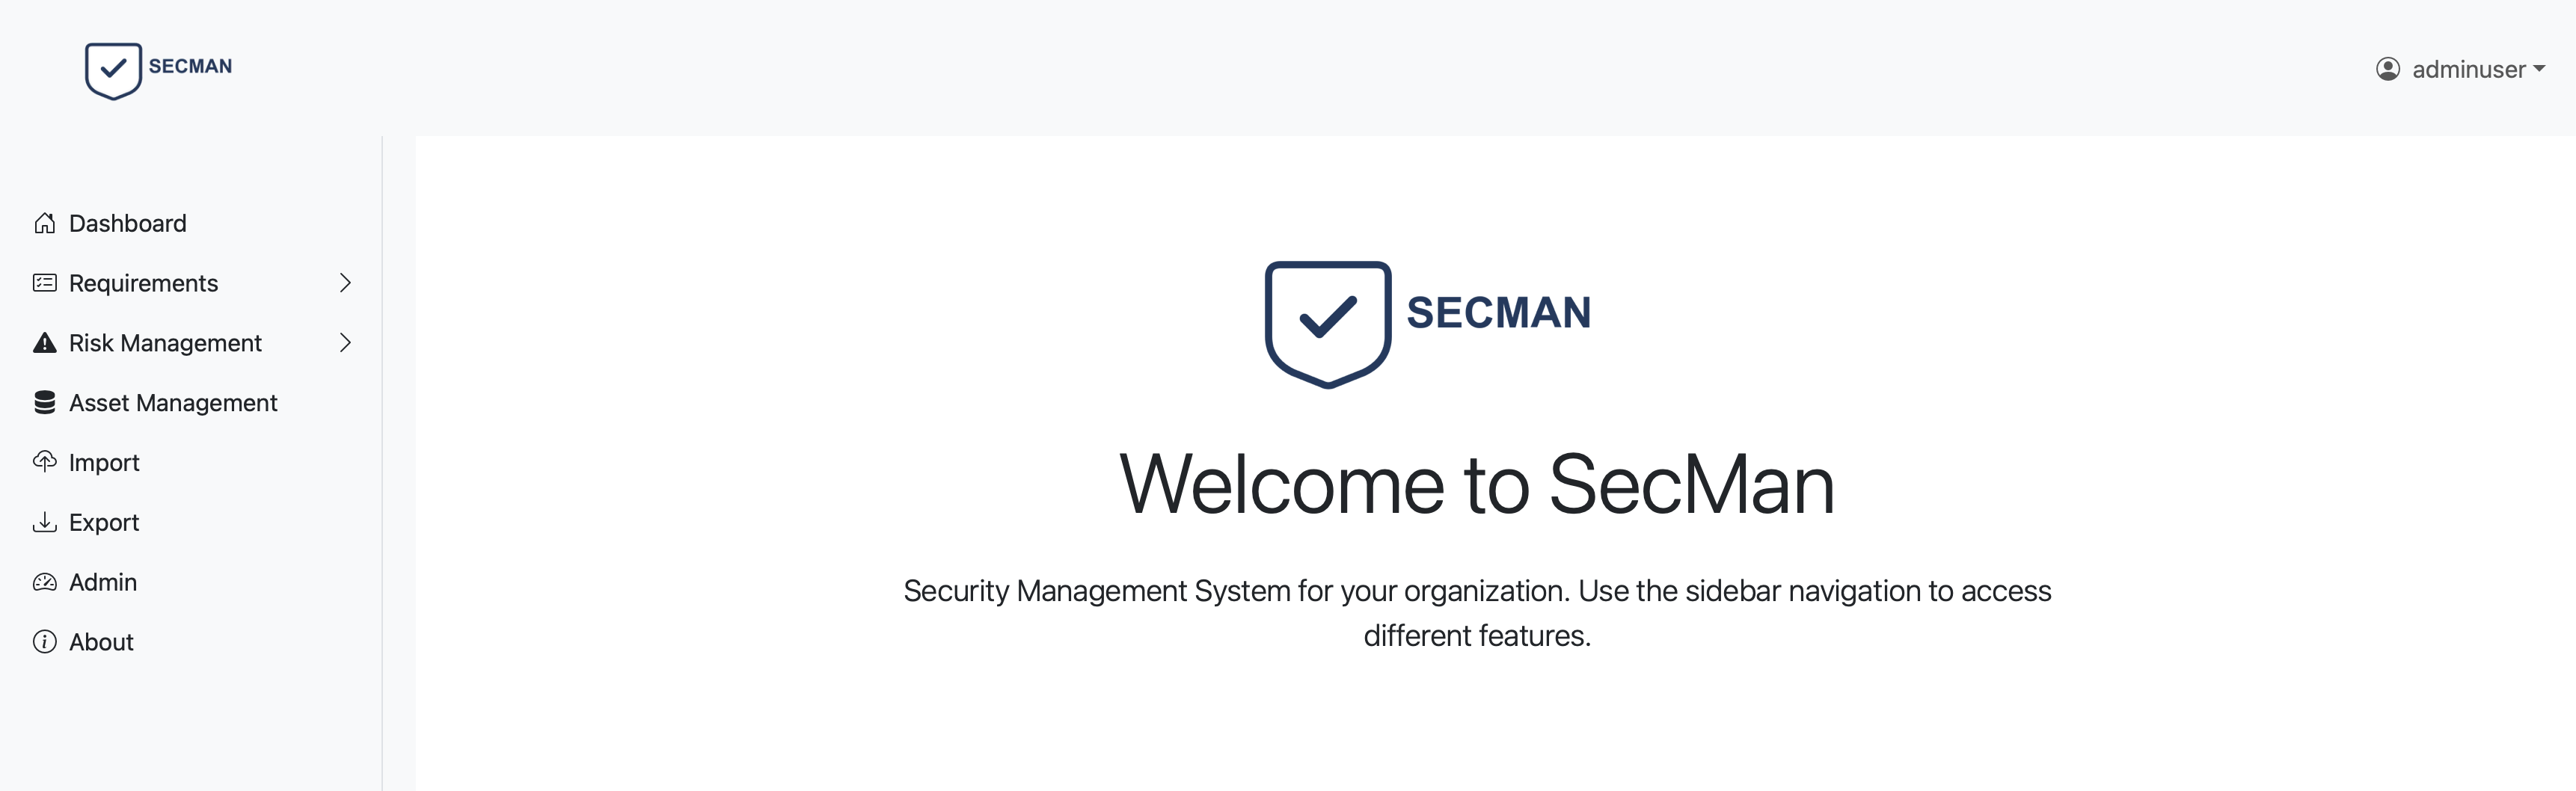 SECMAN
adminuser
Dashboard
Requirements
Risk Management
Asset Management
Import
Export
Admin
About
SECMAN
Welcome to SecMan
Security Management System for your organization. Use the sidebar navigation to access
different features.